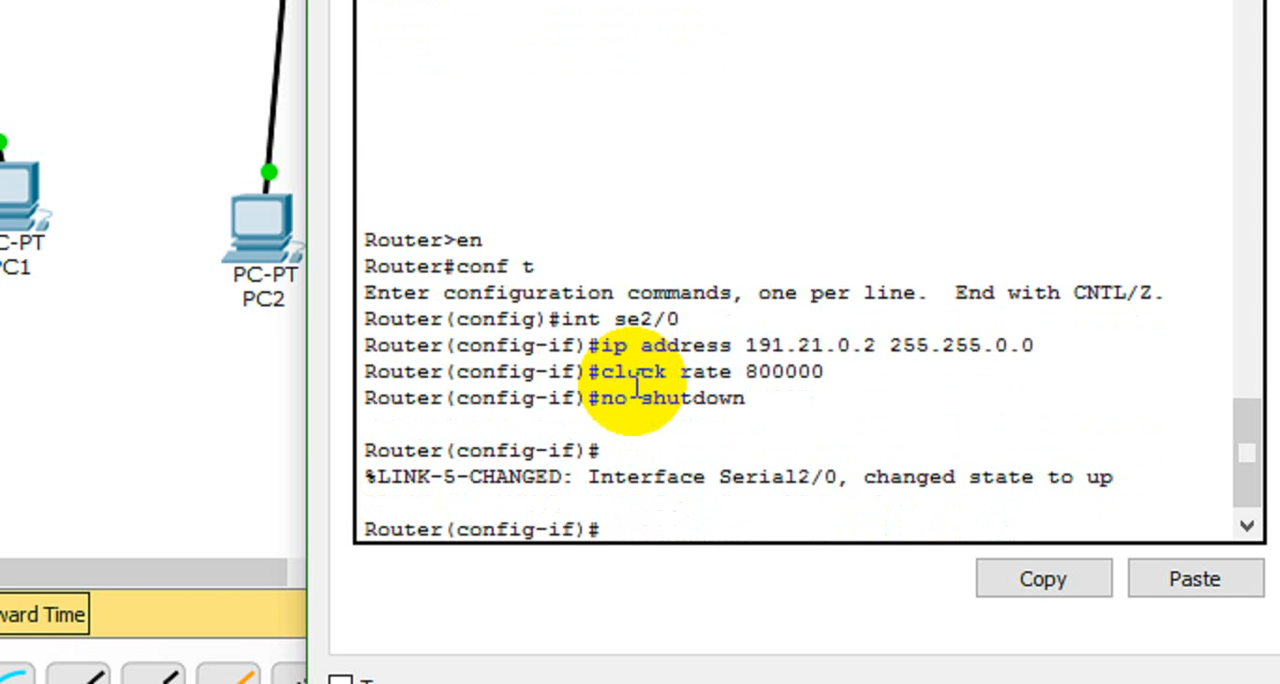 Router>en
Router#conf t
Enter configuration commands, one per line.  End with CNTL/Z.
Router(config)#int se2/0
Router(config-if)#ip address 191.21.0.2 255.255.0.0
Router(config-if)#clock rate 800000
Router(config-if)#no shutdown
Router(config-if)#
%LINK-5-CHANGED: Interface Serial2/0, changed state to up
Router(config-if)#
C-PT
PC1
PC-PT
PC2
ward Time
Copy
Paste